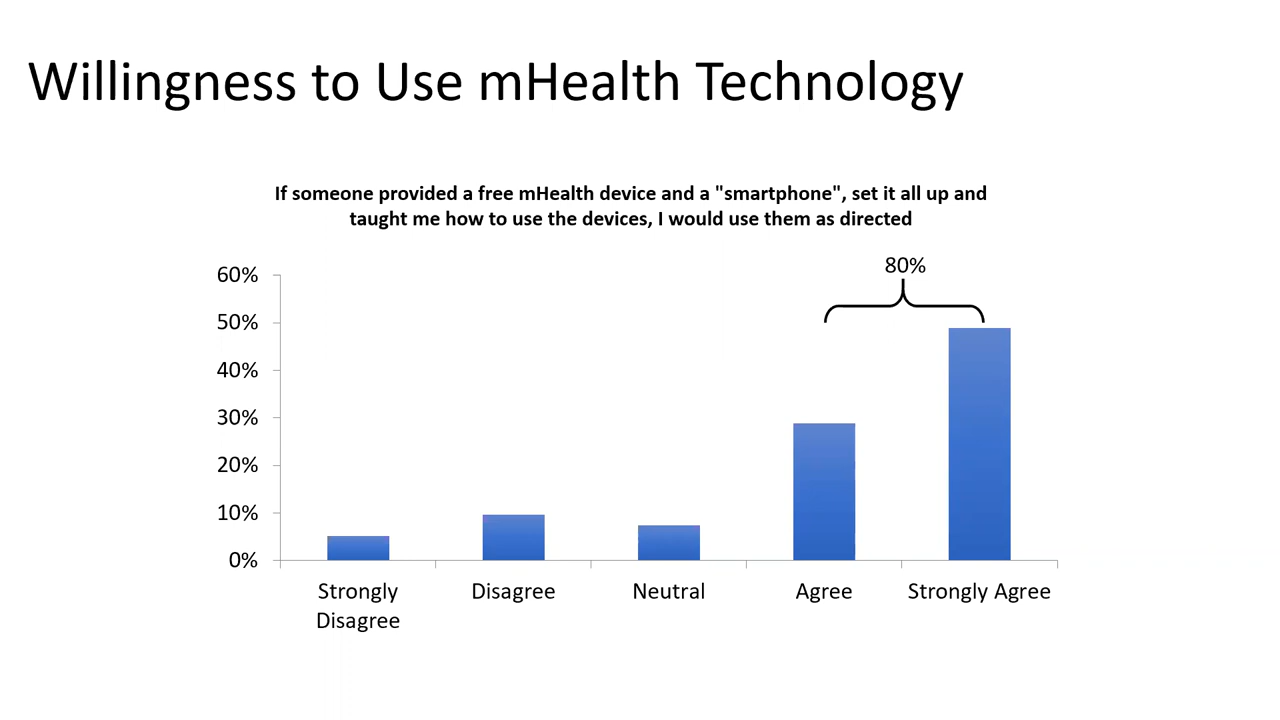 Willingness to Use mHealth Technology
If someone provided a free mHealth device and a "smartphone", set it all up and
taught me how to use the devices, I would use them as directed
80%
60%
50%
40%
30%
20%
10%
0%
Strongly
Disagree
Disagree
Neutral
Agree
Strongly Agree